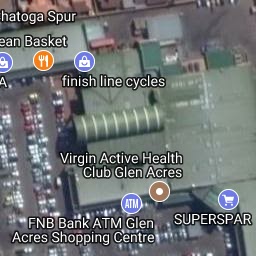 hatoga Spur
ean Basket
A
finish line cycles
Virgin Active Health
Club Glen Acres
ATM
SUPERSPAR
FNB Bank ATM Glen
Acres Shopping Centre